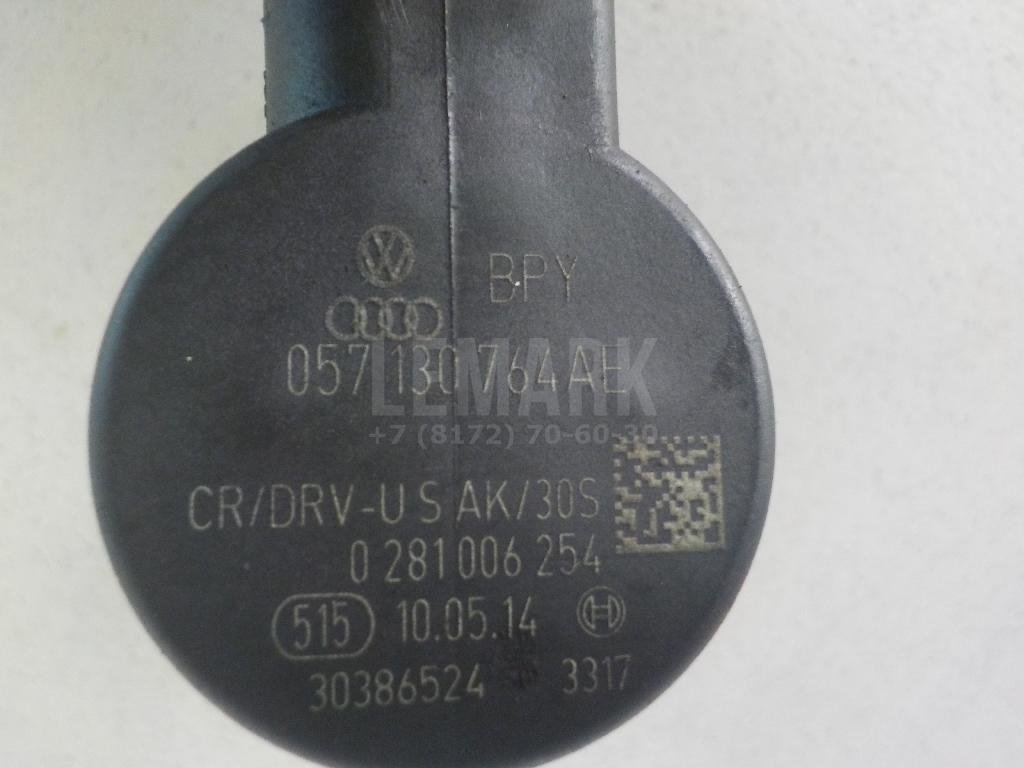 BPY
057 130 764 AE
LEMARK
+7 (8172) 70-60-30
CR/DRV-U S AK/30S
0 281 006 254
515 10.05.14
30386524 3317